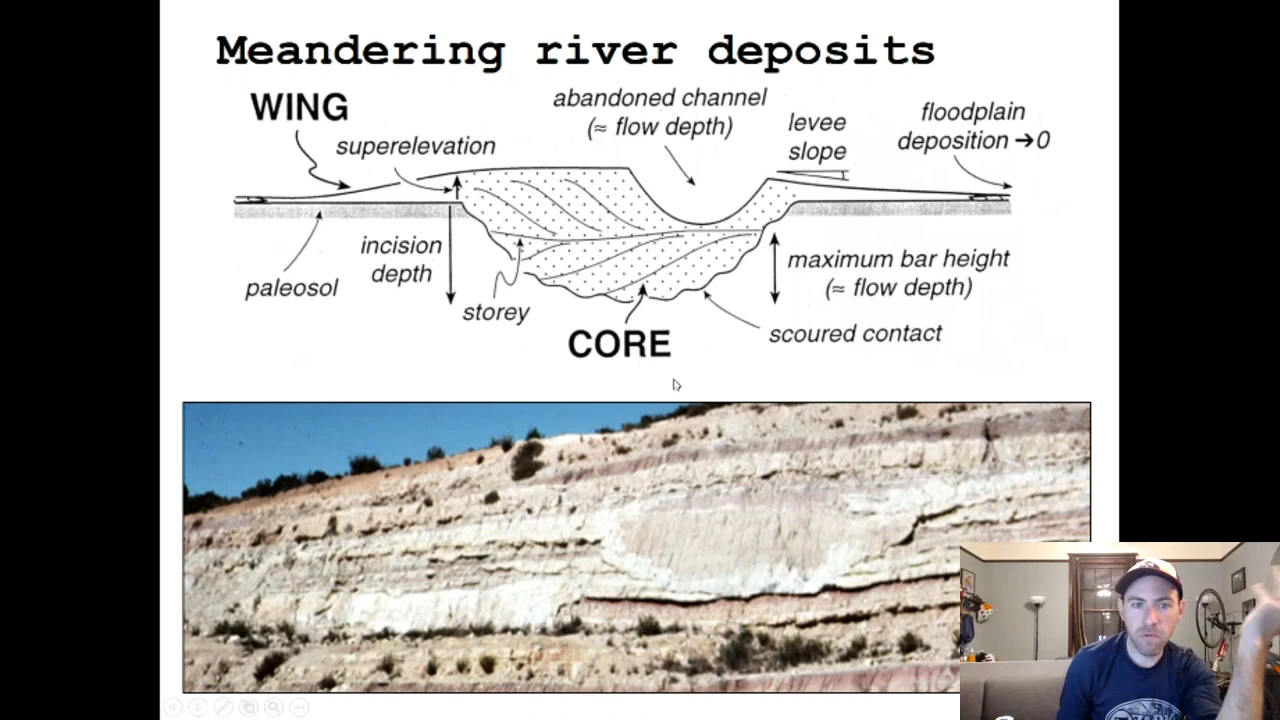 Meandering river deposits
WING
superelevation
abandoned channel
(≈ flow depth)
levee
slope
floodplain
deposition → 0
paleosol
incision
depth
storey
CORE
maximum bar height
(≈ flow depth)
scoured contact